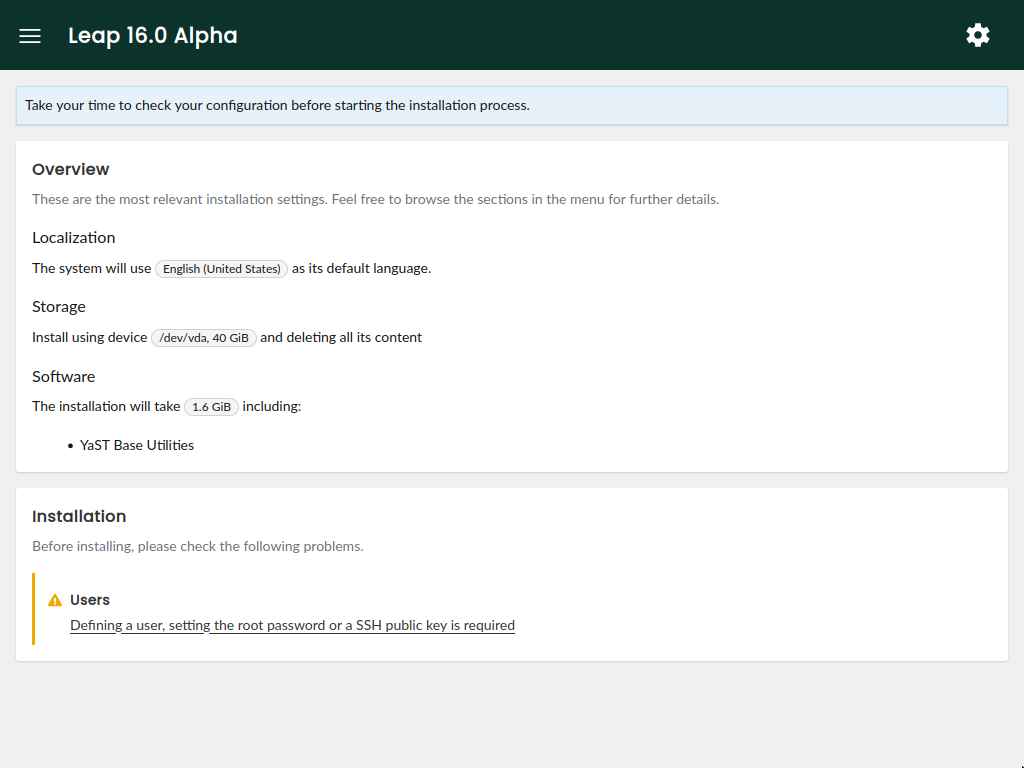 Leap 16.0 Alpha
Take your time to check your configuration before starting the installation process.
Overview
These are the most relevant installation settings. Feel free to browse the sections in the menu for further details.
Localization
The system will use English (United States) as its default language.
Storage
Install using device /dev/vda, 40 GiB and deleting all its content
Software
The installation will take 1.6 GiB including:
• YaST Base Utilities
Installation
Before installing, please check the following problems.
Users
Defining a user, setting the root password or a SSH public key is required